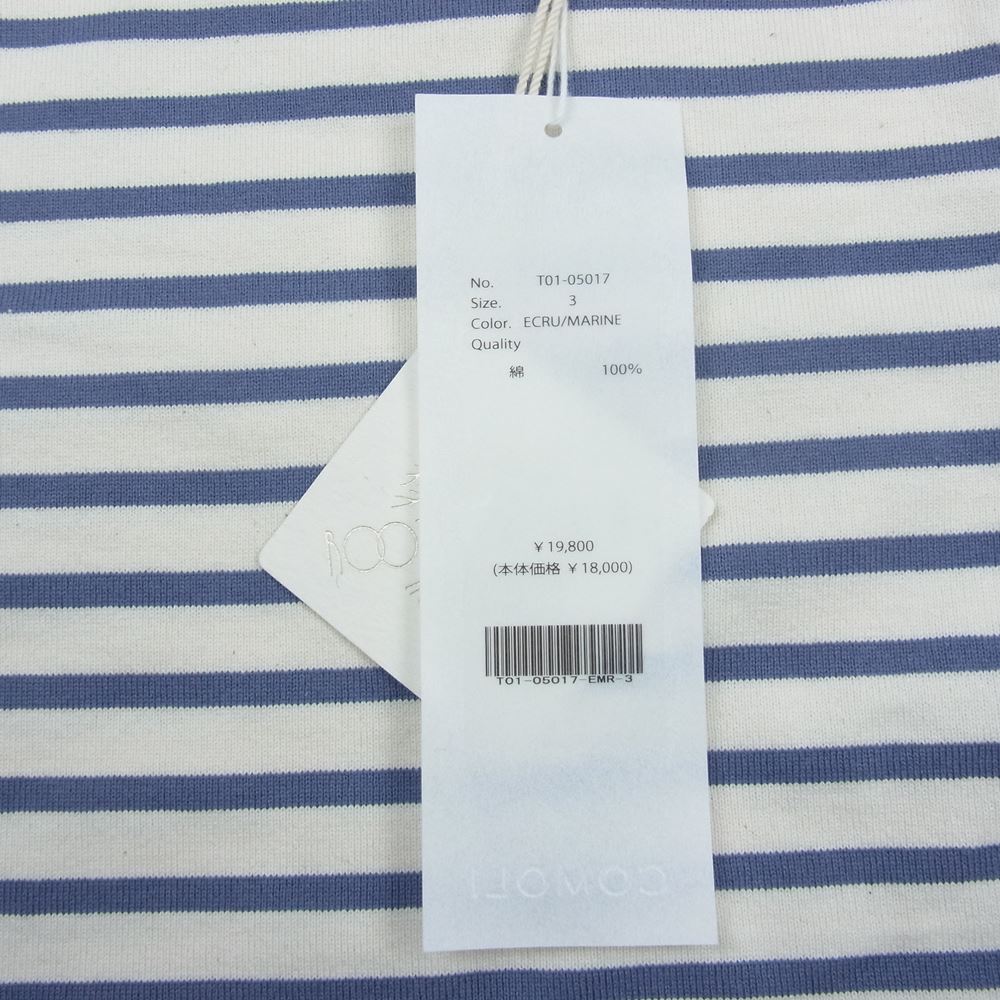 No. T01-05017
Size. 3
Color. ECRU/MARINE
Quality
綿 100%
¥19,800
(本体価格 ¥18,000)
T01-05017-EMR-3
COMOLI